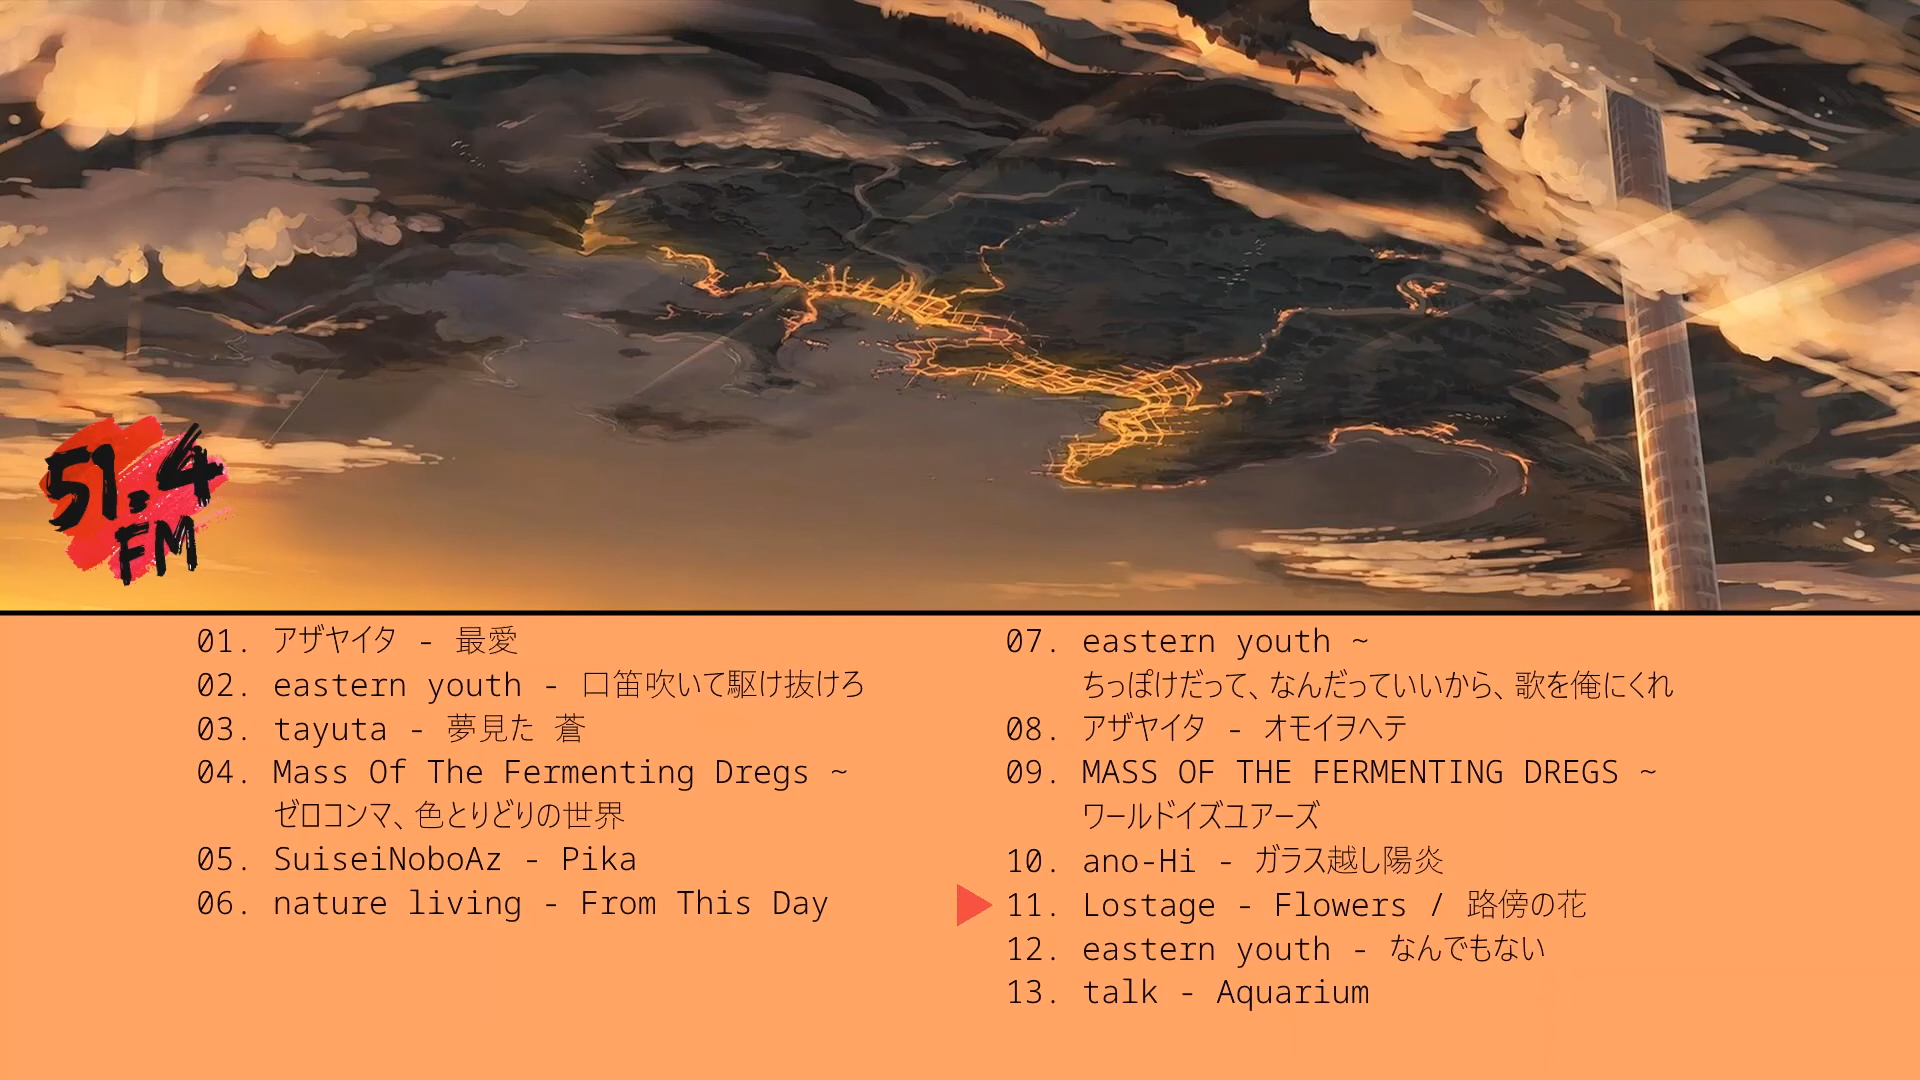 51.4
FM
01. アザヤイタ - 最愛
02. eastern youth - 口笛吹いて駆け抜けろ
03. tayuta - 夢見た 蒼
04. Mass Of The Fermenting Dregs ~
ゼロコンマ、色とりどりの世界
05. SuiseiNoboAz - Pika
06. nature living - From This Day
07. eastern youth ~
ちっぽけだって、なんだっていいから、歌を俺にくれ
08. アザヤイタ - オモイヲヘテ
09. MASS OF THE FERMENTING DREGS ~
ワールドイズユアーズ
10. ano-Hi - ガラス越し陽炎
11. Lostage - Flowers / 路傍の花
12. eastern youth - なんでもない
13. talk - Aquarium